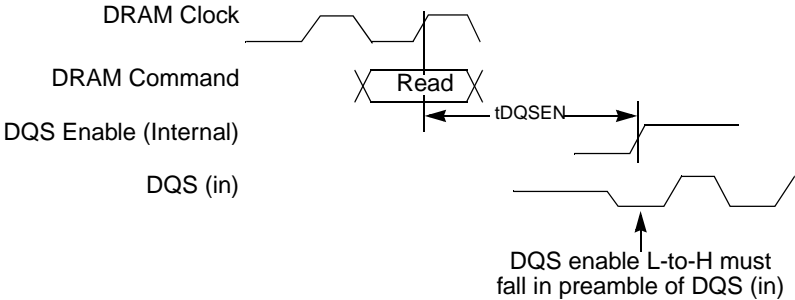 DRAM Clock
DRAM Command
Read
tDQSEN
DQS Enable (Internal)
DQS (in)
DQS enable L-to-H must
fall in preamble of DQS (in)